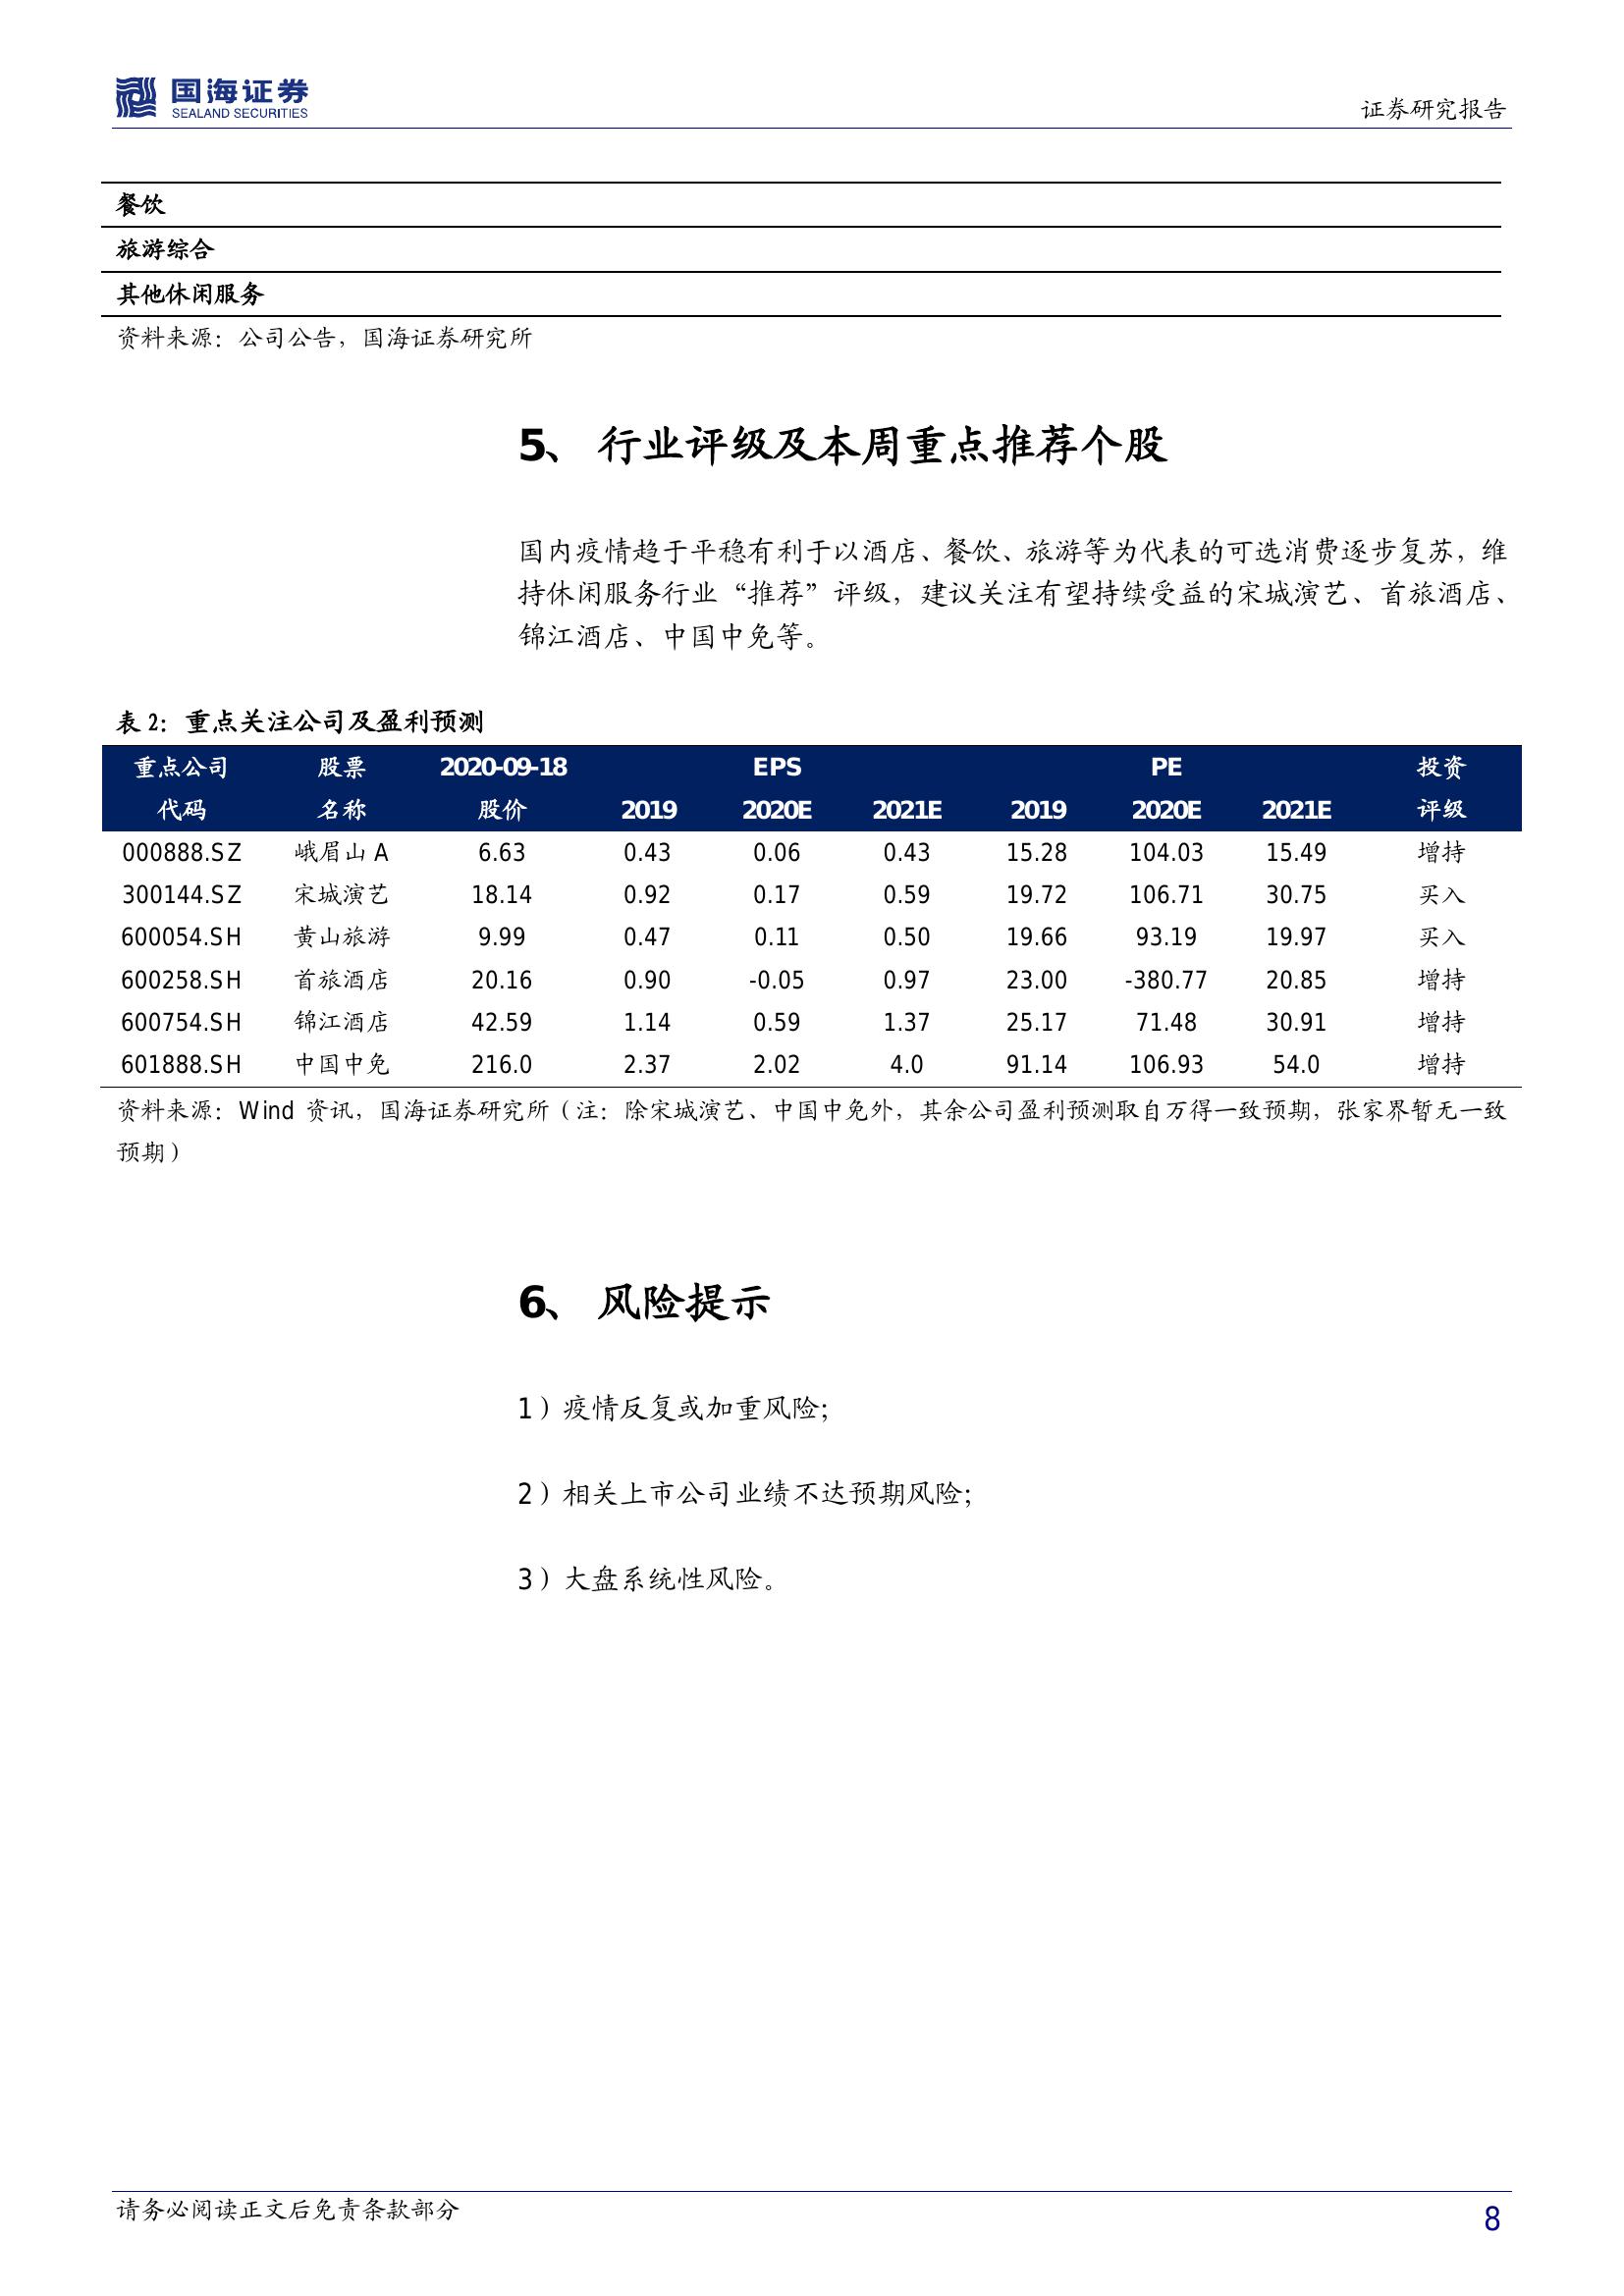 国海证券
SEALAND SECURITIES
证券研究报告
餐饮
旅游综合
其他休闲服务
资料来源：公司公告，国海证券研究所
5、 行业评级及本周重点推荐个股
国内疫情趋于平稳有利于以酒店、餐饮、旅游等为代表的可选消费逐步复苏，维
持休闲服务行业“推荐”评级，建议关注有望持续受益的宋城演艺、首旅酒店、
锦江酒店、中国中免等。
表 2：重点关注公司及盈利预测
重点公司 股票 2020-09-18 EPS PE 投资
代码 名称 股价 2019 2020E 2021E 2019 2020E 2021E 评级
000888.SZ 峨眉山 A 6.63 0.43 0.06 0.43 15.28 104.03 15.49 增持
300144.SZ 宋城演艺 18.14 0.92 0.17 0.59 19.72 106.71 30.75 买入
600054.SH 黄山旅游 9.99 0.47 0.11 0.50 19.66 93.19 19.97 买入
600258.SH 首旅酒店 20.16 0.90 -0.05 0.97 23.00 -380.77 20.85 增持
600754.SH 锦江酒店 42.59 1.14 0.59 1.37 25.17 71.48 30.91 增持
601888.SH 中国中免 216.0 2.37 2.02 4.0 91.14 106.93 54.0 增持
资料来源：Wind 资讯，国海证券研究所（注：除宋城演艺、中国中免外，其余公司盈利预测取自万得一致预期，张家界暂无一致
预期）
6、 风险提示
1）疫情反复或加重风险；
2）相关上市公司业绩不达预期风险；
3）大盘系统性风险。
请务必阅读正文后免责条款部分
8